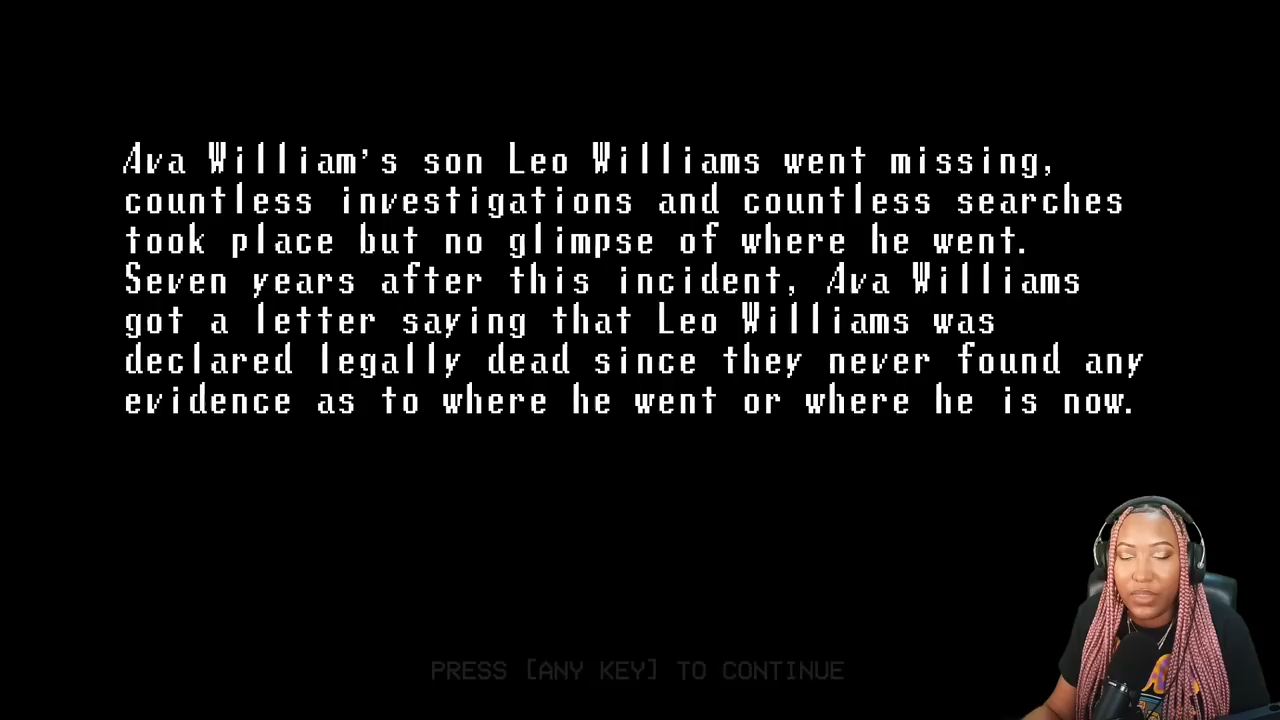 Ava William's son Leo Williams went missing,
countless investigations and countless searches
took place but no glimpse of where he went.
Seven years after this incident, Ava Williams
got a letter saying that Leo Williams was
declared legally dead since they never found any
evidence as to where he went or where he is now.
PRESS [ANY KEY] TO CONTINUE